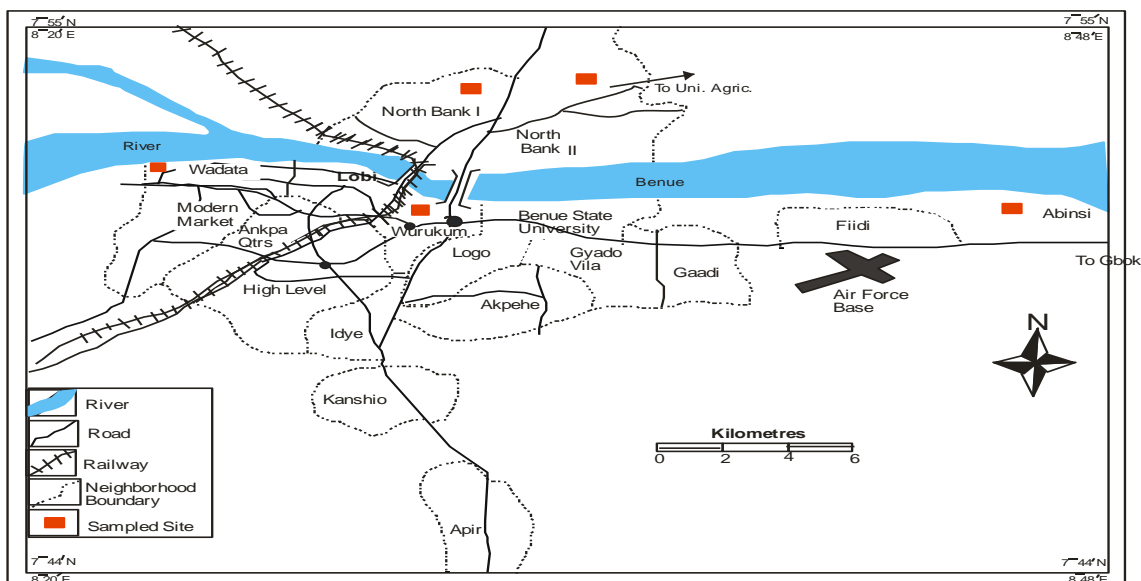 7°55'N
8°20'E
7°55'N
8°48'E
To Uni. Agric.
North Bank I
North
Bank II
River
Wadata
Lobi
Benue
Modern
Market
Ankpa
Qtrs
Wurukum
Benue State
University
Fiidi
Abinsi
Logo
Gyado
Vila
Gaadi
To Gbok
High Level
Akpehe
Air Force
Base
Idye
N
Kanshio
Kilometres
0 2 4 6
River
Road
Railway
Neighborhood
Boundary
Sampled Site
Apir
7°44'N
8°20'E
7°44'N
8°48'E